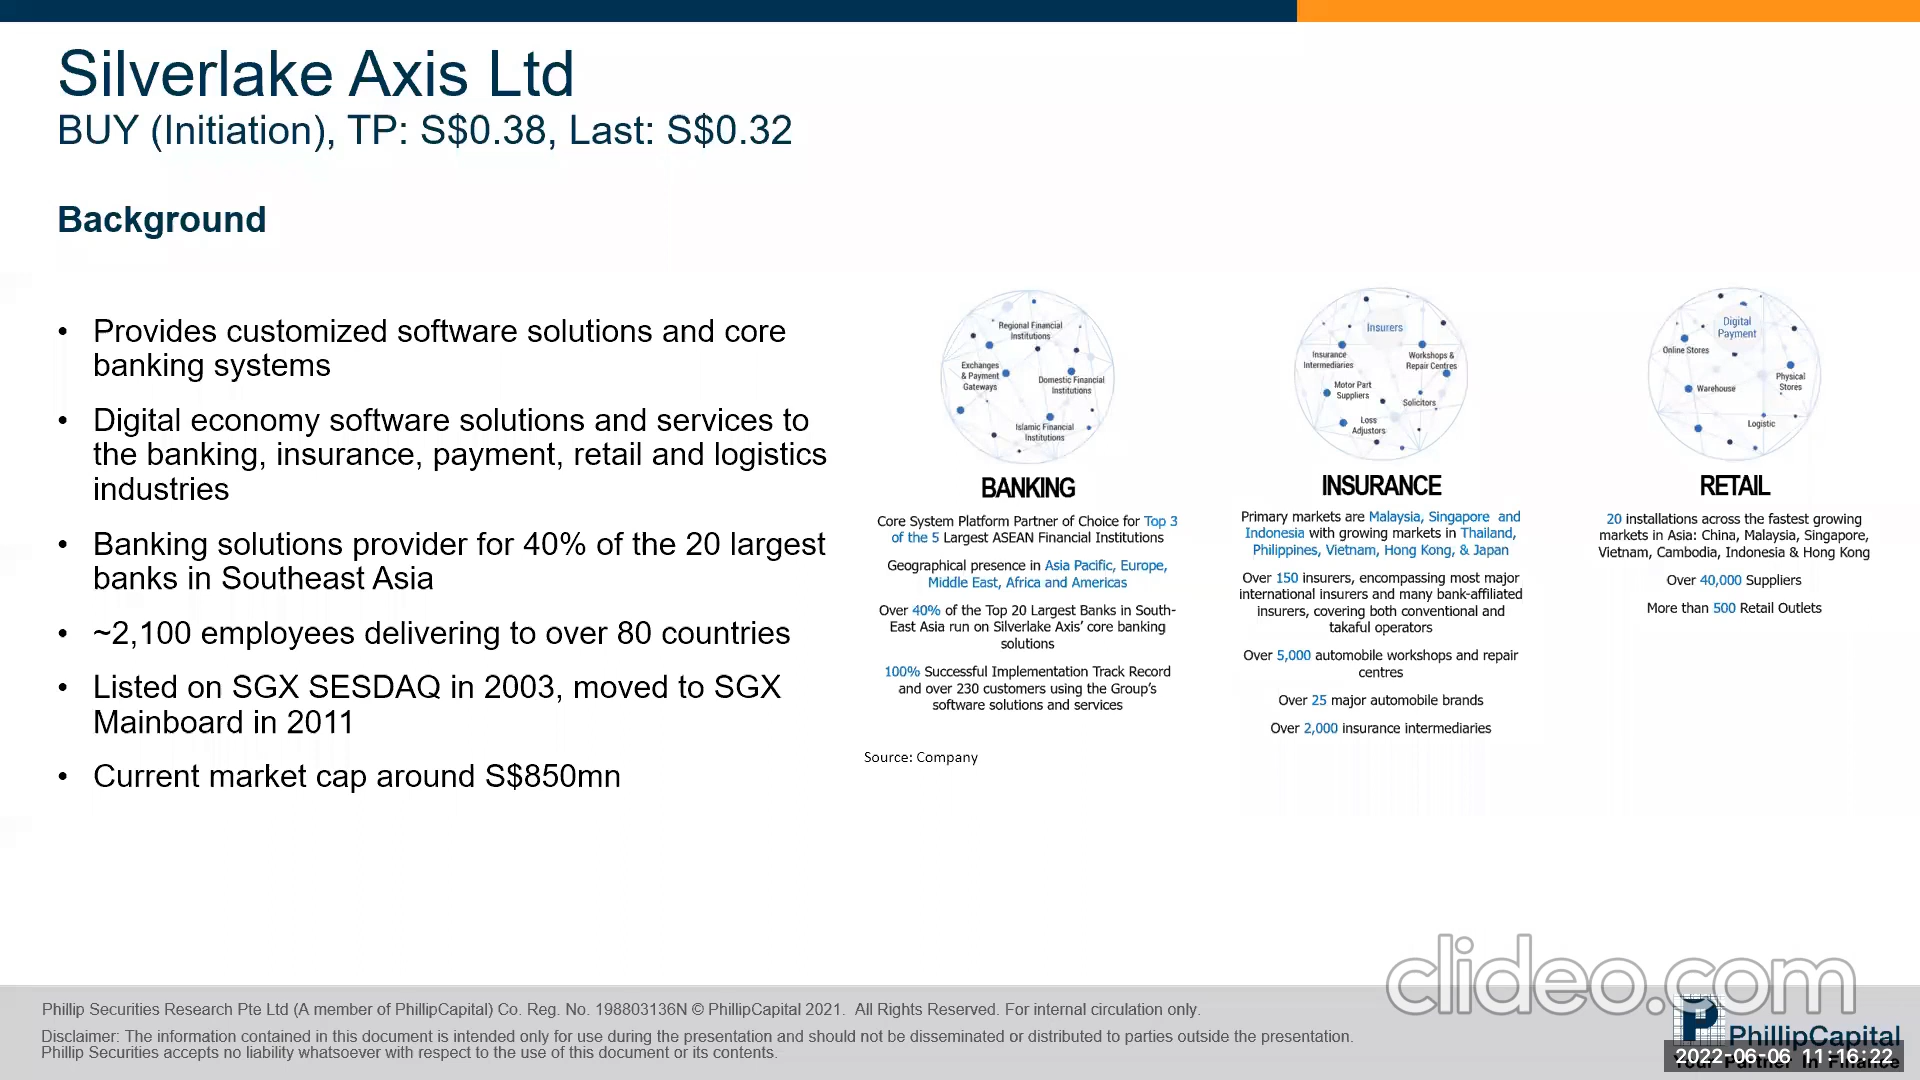 Silverlake Axis Ltd
BUY (Initiation), TP: S$0.38, Last: S$0.32
Background
• Provides customized software solutions and core
banking systems
• Digital economy software solutions and services to
the banking, insurance, payment, retail and logistics
industries
• Banking solutions provider for 40% of the 20 largest
banks in Southeast Asia
• ~2,100 employees delivering to over 80 countries
• Listed on SGX SESDAQ in 2003, moved to SGX
Mainboard in 2011
• Current market cap around S$850mn
Regional Financial
Institutions
Exchanges
& Payment
Gateways
Domestic Financial
Institutions
Islamic Financial
Institutions
BANKING
Core System Platform Partner of Choice for Top 3
of the 5 Largest ASEAN Financial Institutions
Geographical presence in Asia Pacific, Europe,
Middle East, Africa and Americas
Over 40% of the Top 20 Largest Banks in South-
East Asia run on Silverlake Axis’ core banking
solutions
100% Successful Implementation Track Record
and over 230 customers using the Group’s
software solutions and services
Source: Company
Insurers
Insurance
Intermediaries
Workshops &
Repair Centres
Motor Part
Suppliers
Solicitors
Loss
Adjustors
INSURANCE
Primary markets are Malaysia, Singapore and
Indonesia with growing markets in Thailand,
Philippines, Vietnam, Hong Kong, & Japan
Over 150 insurers, encompassing most major
international insurers and many bank-affiliated
insurers, covering both conventional and
takaful operators
Over 5,000 automobile workshops and repair
centres
Over 25 major automobile brands
Over 2,000 insurance intermediaries
Digital
Payment
Online Stores
Physical
Stores
Warehouse
Logistic
RETAIL
20 installations across the fastest growing
markets in Asia: China, Malaysia, Singapore,
Vietnam, Cambodia, Indonesia & Hong Kong
Over 40,000 Suppliers
More than 500 Retail Outlets
clideo.com
Phillip Securities Research Pte Ltd (A member of PhillipCapital) Co. Reg. No. 198803136N © PhillipCapital 2021. All Rights Reserved. For internal circulation only.
Disclaimer: The information contained in this document is intended only for use during the presentation and should not be disseminated or distributed to parties outside the presentation.
Phillip Securities accepts no liability whatsoever with respect to the use of this document or its contents.
P
PhillipCapital
Your Partner In Finance
2022-06-06 11:16:22